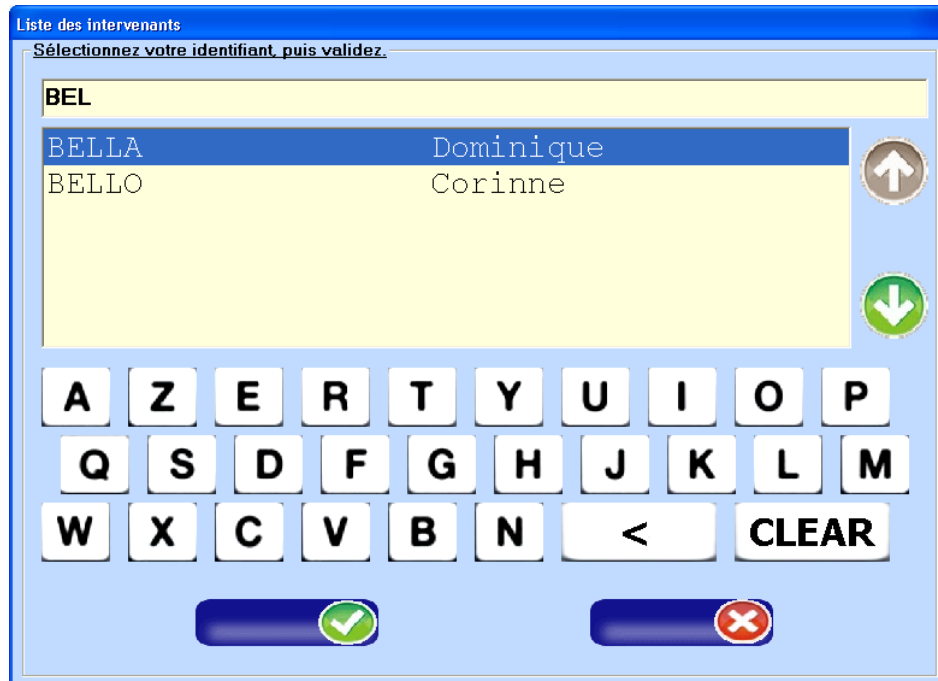 Liste des intervenants
Sélectionnez votre identifiant, puis validez.
BEL
BELLA Dominique
BELLO Corinne
A Z E R T Y U I O P
Q S D F G H J K L M
W X C V B N < CLEAR